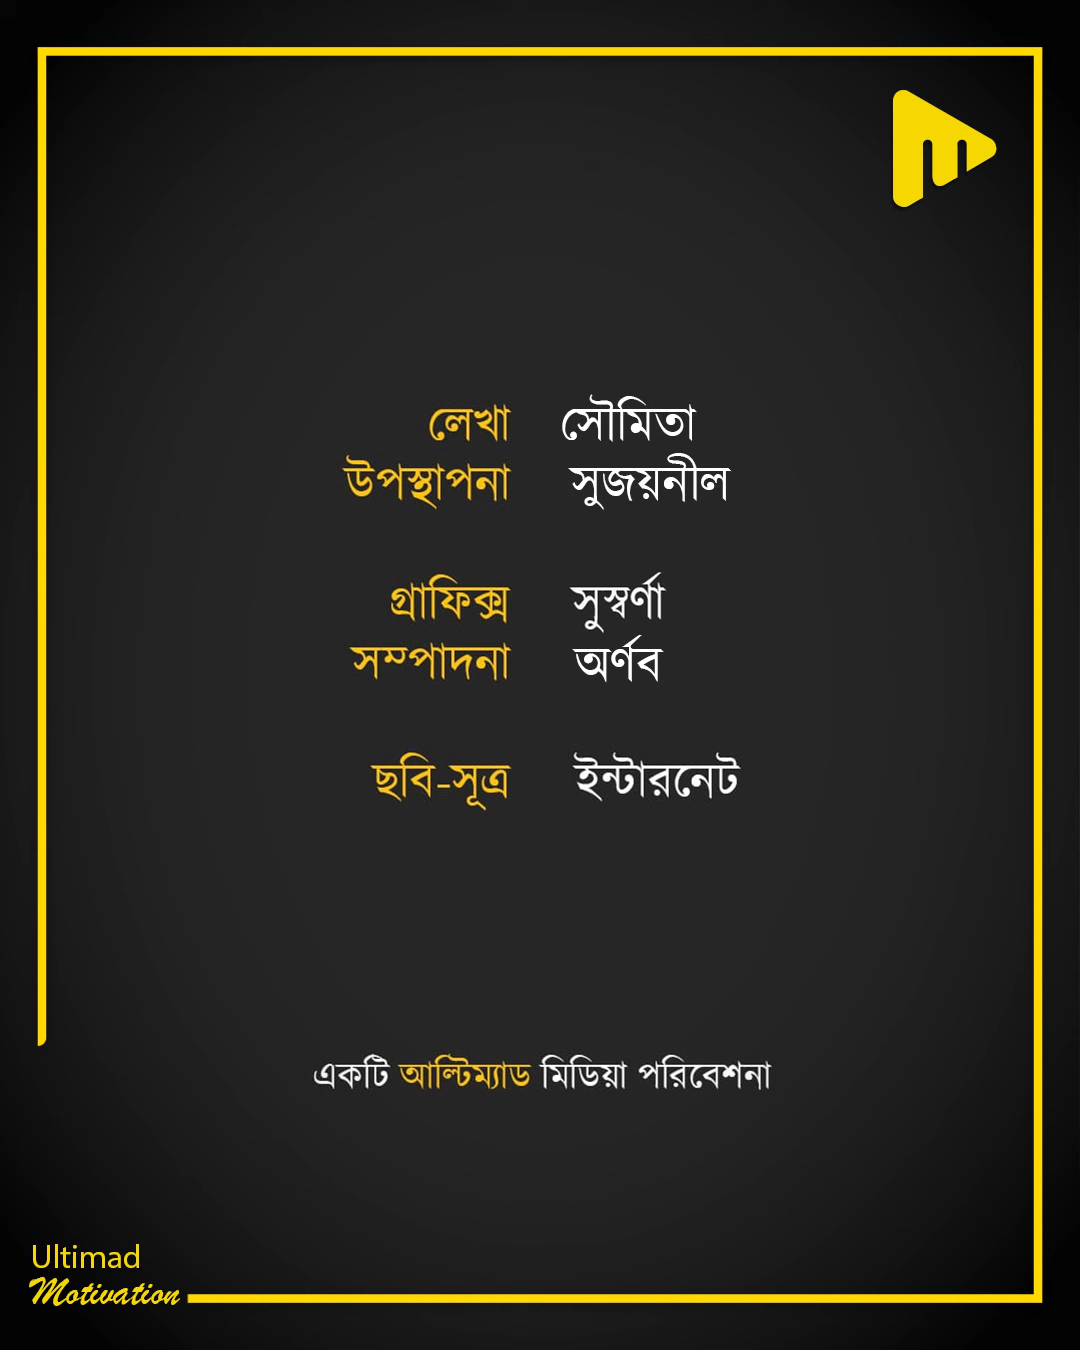 লেখা সৌমিতা
উপস্থাপনা সুজয়নীল
গ্রাফিক্স সুস্বর্ণা
সম্পাদনা অর্ণব
ছবি-সূত্র ইন্টারনেট
একটি আল্টিম্যাড মিডিয়া পরিবেশনা
Ultimad
Motivation